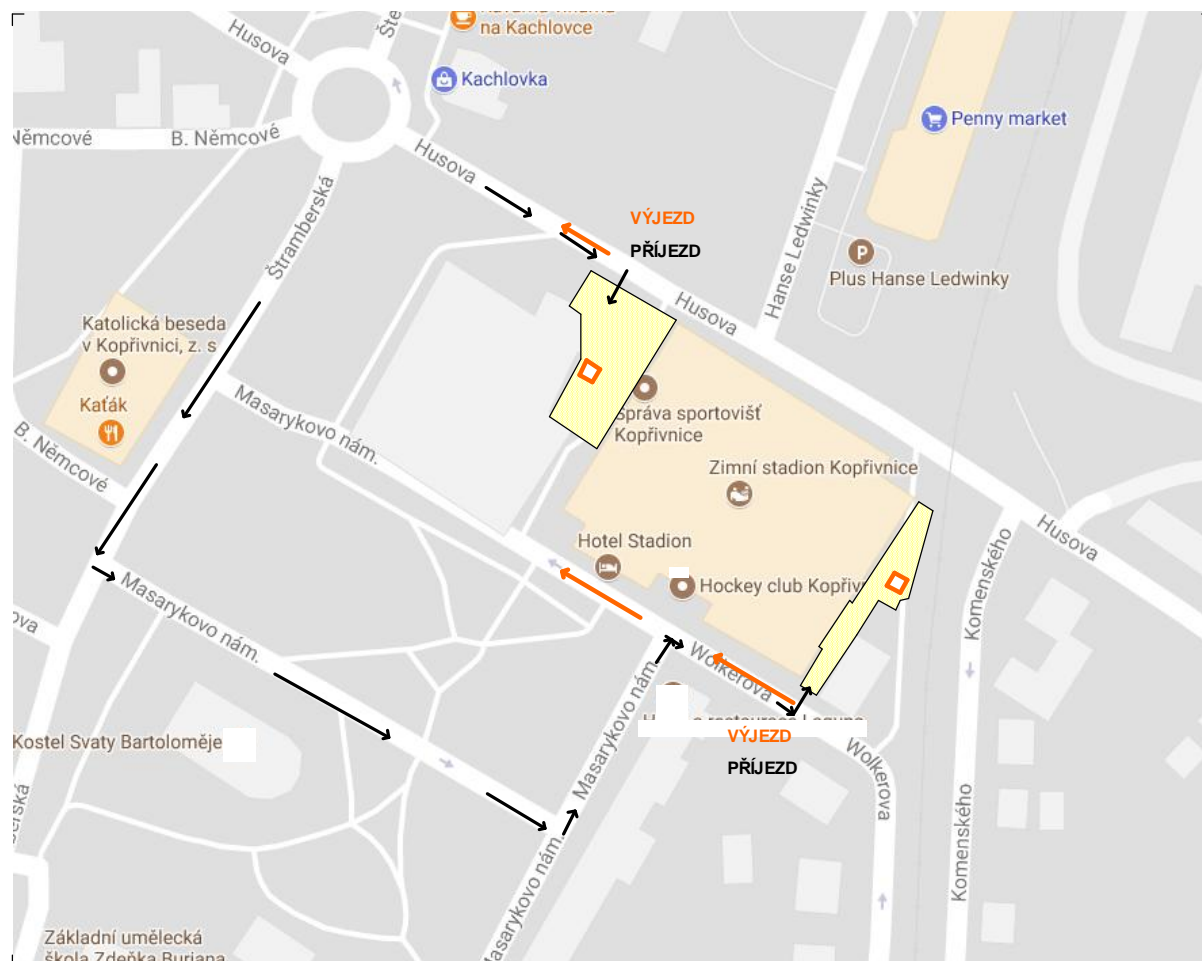 na Kachlovce
Husova
Kachlovka
Němcové
B. Němcové
Husova
Penny market
Štramberská
VÝJEZD
PŘÍJEZD
Hanse Ledwinky
Plus Hanse Ledwinky
Husova
Katolická beseda
v Kopřivnici, z. s
Kaťák
Masarykovo nám.
Správa sportovišť
Kopřivnice
B. Němcové
Zimní stadion Kopřivnice
Husova
Hotel Stadion
Hockey club Kopřiv
Komenského
Masarykovo nám.
Wolkerova
Masarykovo nám.
Kostel Svaty Bartoloměje
VÝJEZD
PŘÍJEZD
Wolkerova
Komenského
Masarykovo nám.
Základní umělecká
škola Zdeňka Buriana
P